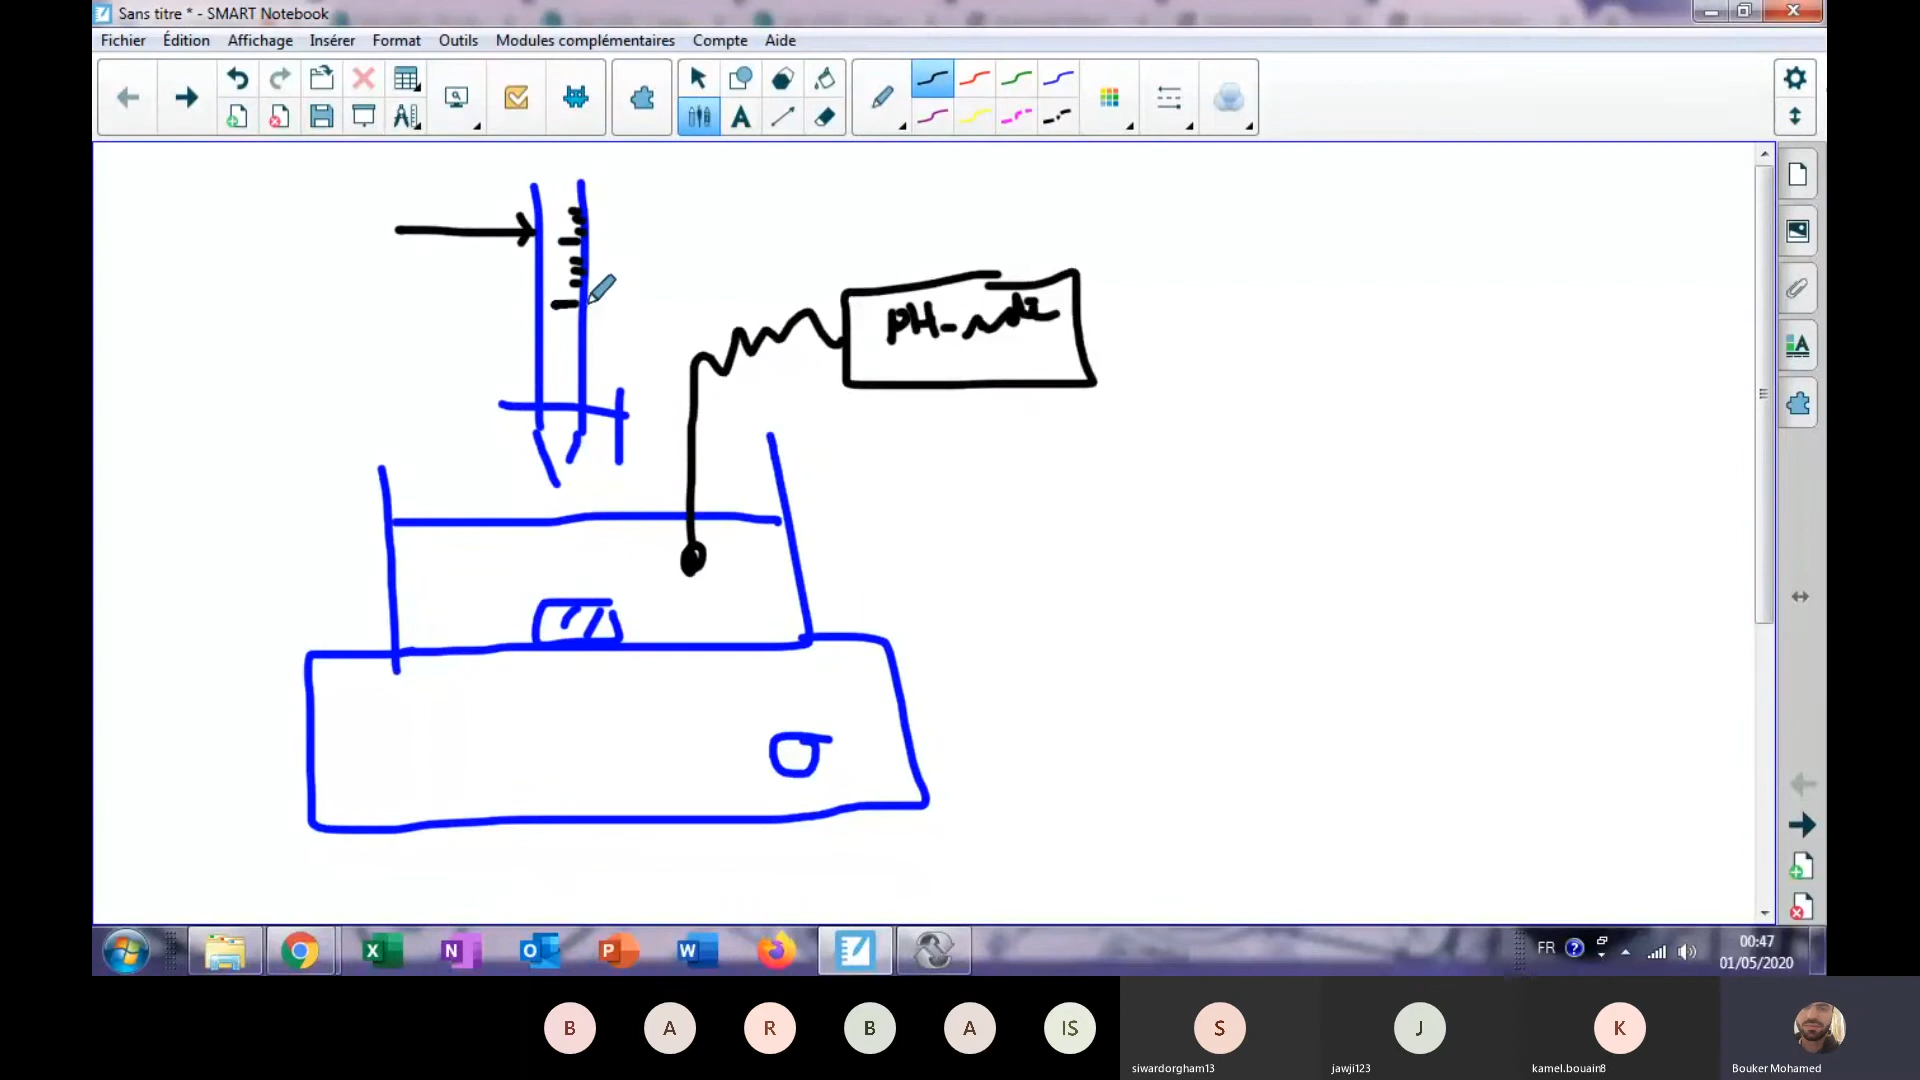 Sans titre * - SMART Notebook
Fichier Édition Affichage Insérer Format Outils Modules complémentaires Compte Aide
PH-
FR
00:47
01/05/2020
B A R B A IS S J K
siwardorgham13 jawji123 kamel.bouain8 Bouker Mohamed